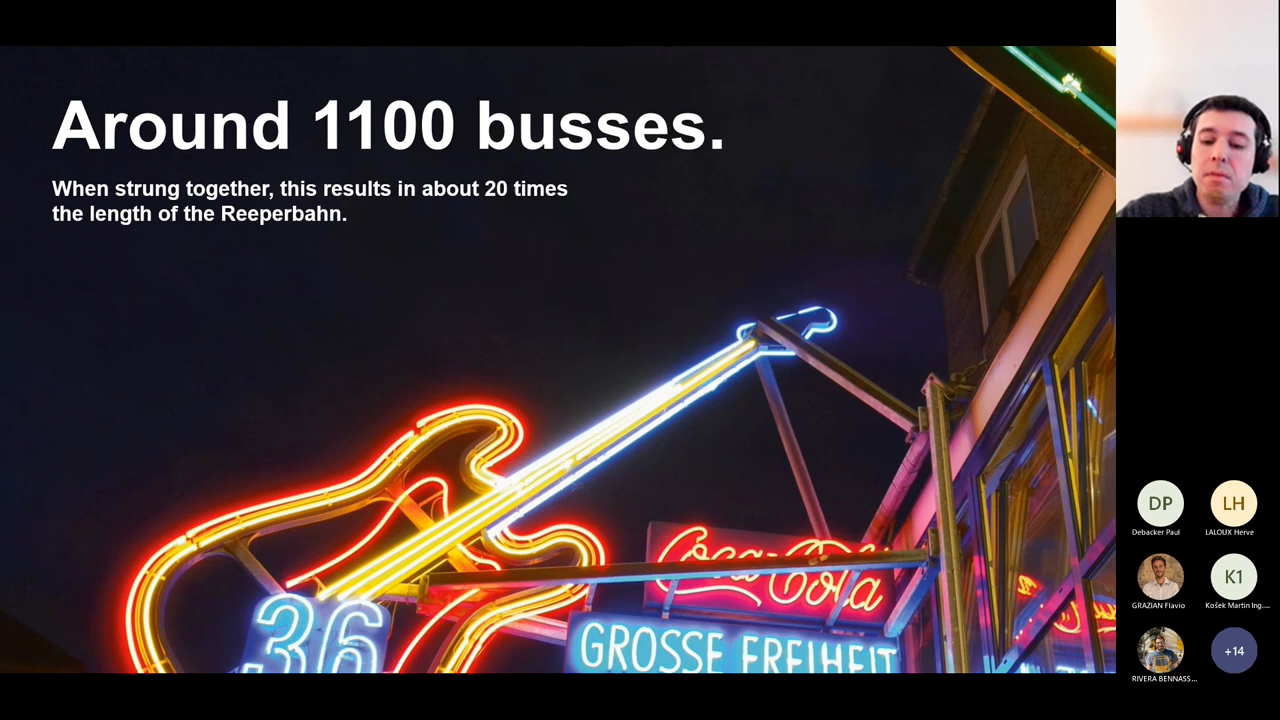 Around 1100 busses.
When strung together, this results in about 20 times
the length of the Reeperbahn.
Coca-Cola
36
GROSSE FREIHEIT
DP
LH
Debacker Paul
LALOUX Herve
K1
GRAZIAN Flavio
Košek Martin Ing....
+14
RIVERA BENNASS...